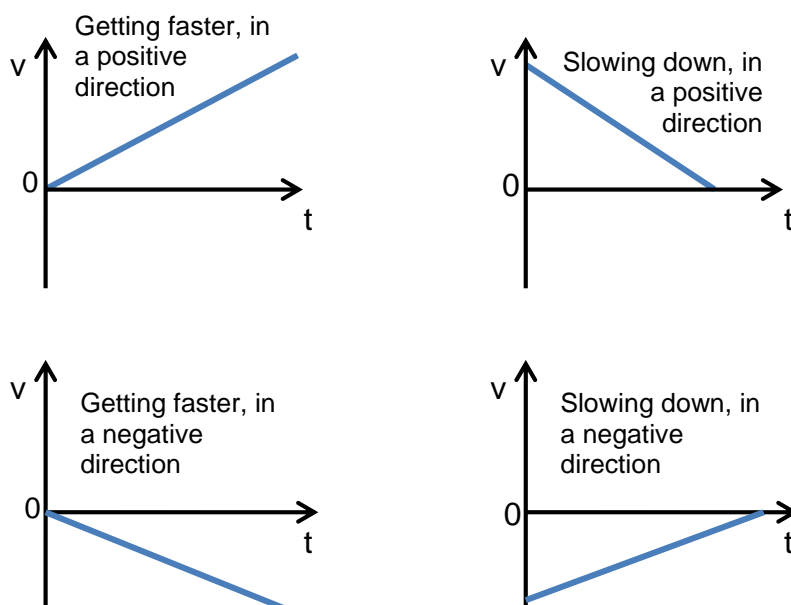 Getting faster, in
a positive
direction
v
0
t
v
Slowing down, in
a positive
direction
0
t
v
Getting faster, in
a negative
direction
0
t
v
Slowing down, in
a negative
direction
0
t